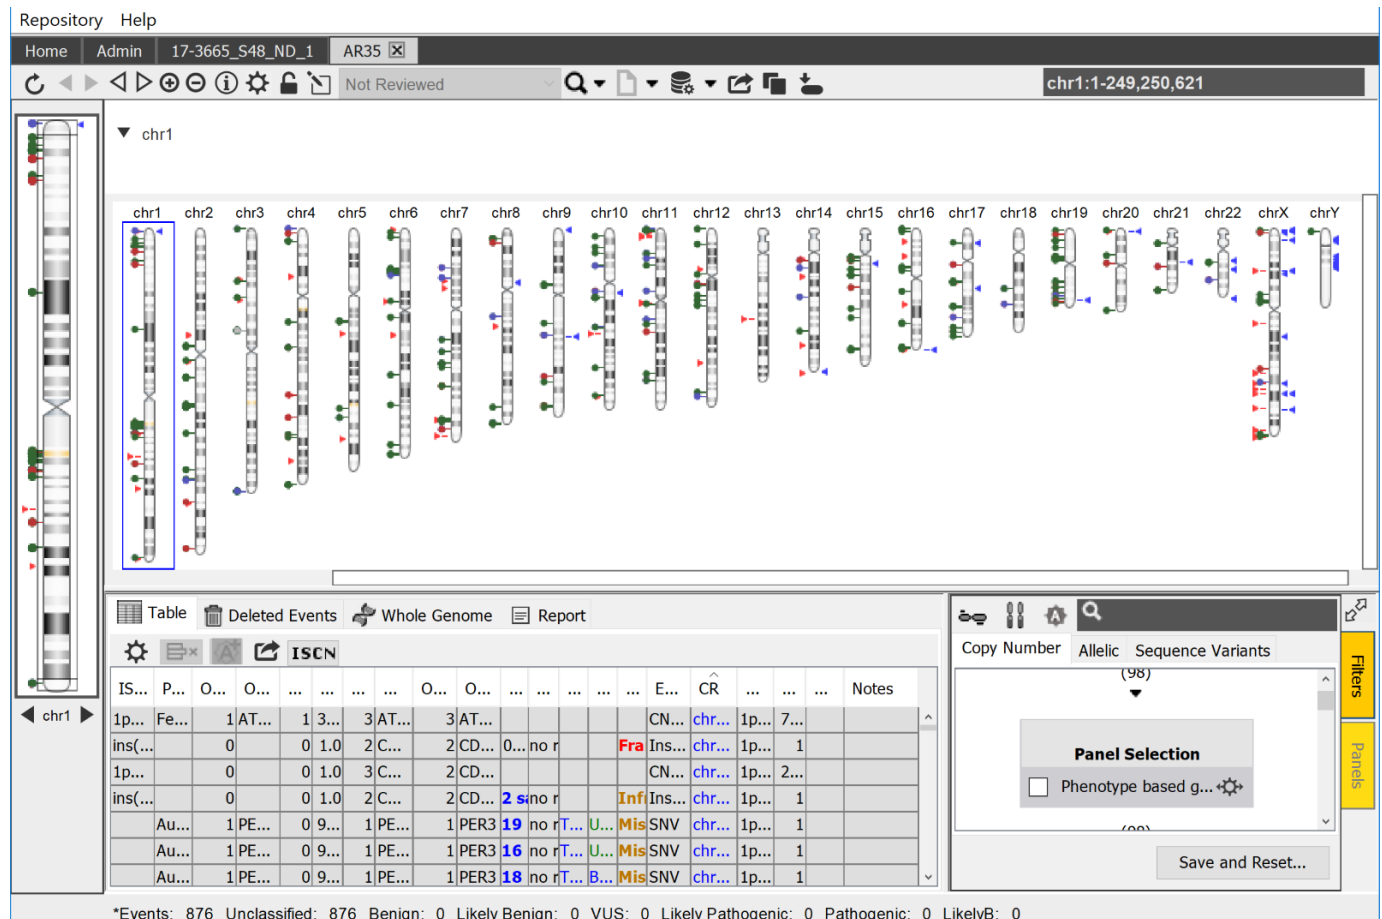 Repository Help
Home Admin 17-3665_S48_ND_1 AR35
Not Reviewed chr1:1-249,250,621
chr1
chr1 chr2 chr3 chr4 chr5 chr6 chr7 chr8 chr9 chr10 chr11 chr12 chr13 chr14 chr15 chr16 chr17 chr18 chr19 chr20 chr21 chr22 chrX chrY
chr1
Table Deleted Events Whole Genome Report
ISCN
IS... P... O... O... ... ... ... ... O... O... ... ... ... ... ... E... CR ... ... ... Notes
1p... Fe... 1 AT... 1 3... 3 AT... 3 AT... CN... chr... 1p... 7...
ins(... 0 0 1.0 2 C... 2 CD... 0... no r Fra Ins... chr... 1p... 1
1p... 0 0 1.0 3 C... 2 CD... CN... chr... 1p... 2...
ins(... 0 0 1.0 2 C... 2 CD... 2 sa no r Infr Ins... chr... 1p... 1
Au... 1 PE... 0 9... 1 PE... 1 PER3 19 no r T... U... Mis SNV chr... 1p... 1
Au... 1 PE... 0 9... 1 PE... 1 PER3 16 no r T... U... Mis SNV chr... 1p... 1
Au... 1 PE... 0 9... 1 PE... 1 PER3 18 no r T... B... Mis SNV chr... 1p... 1
Copy Number Allelic Sequence Variants
(98)
Panel Selection
Phenotype based g...
(98)
Save and Reset...
Filters
Panels
*Events: 876 Unclassified: 876 Benign: 0 Likely Benign: 0 VUS: 0 Likely Pathogenic: 0 Pathogenic: 0 LikelyB: 0